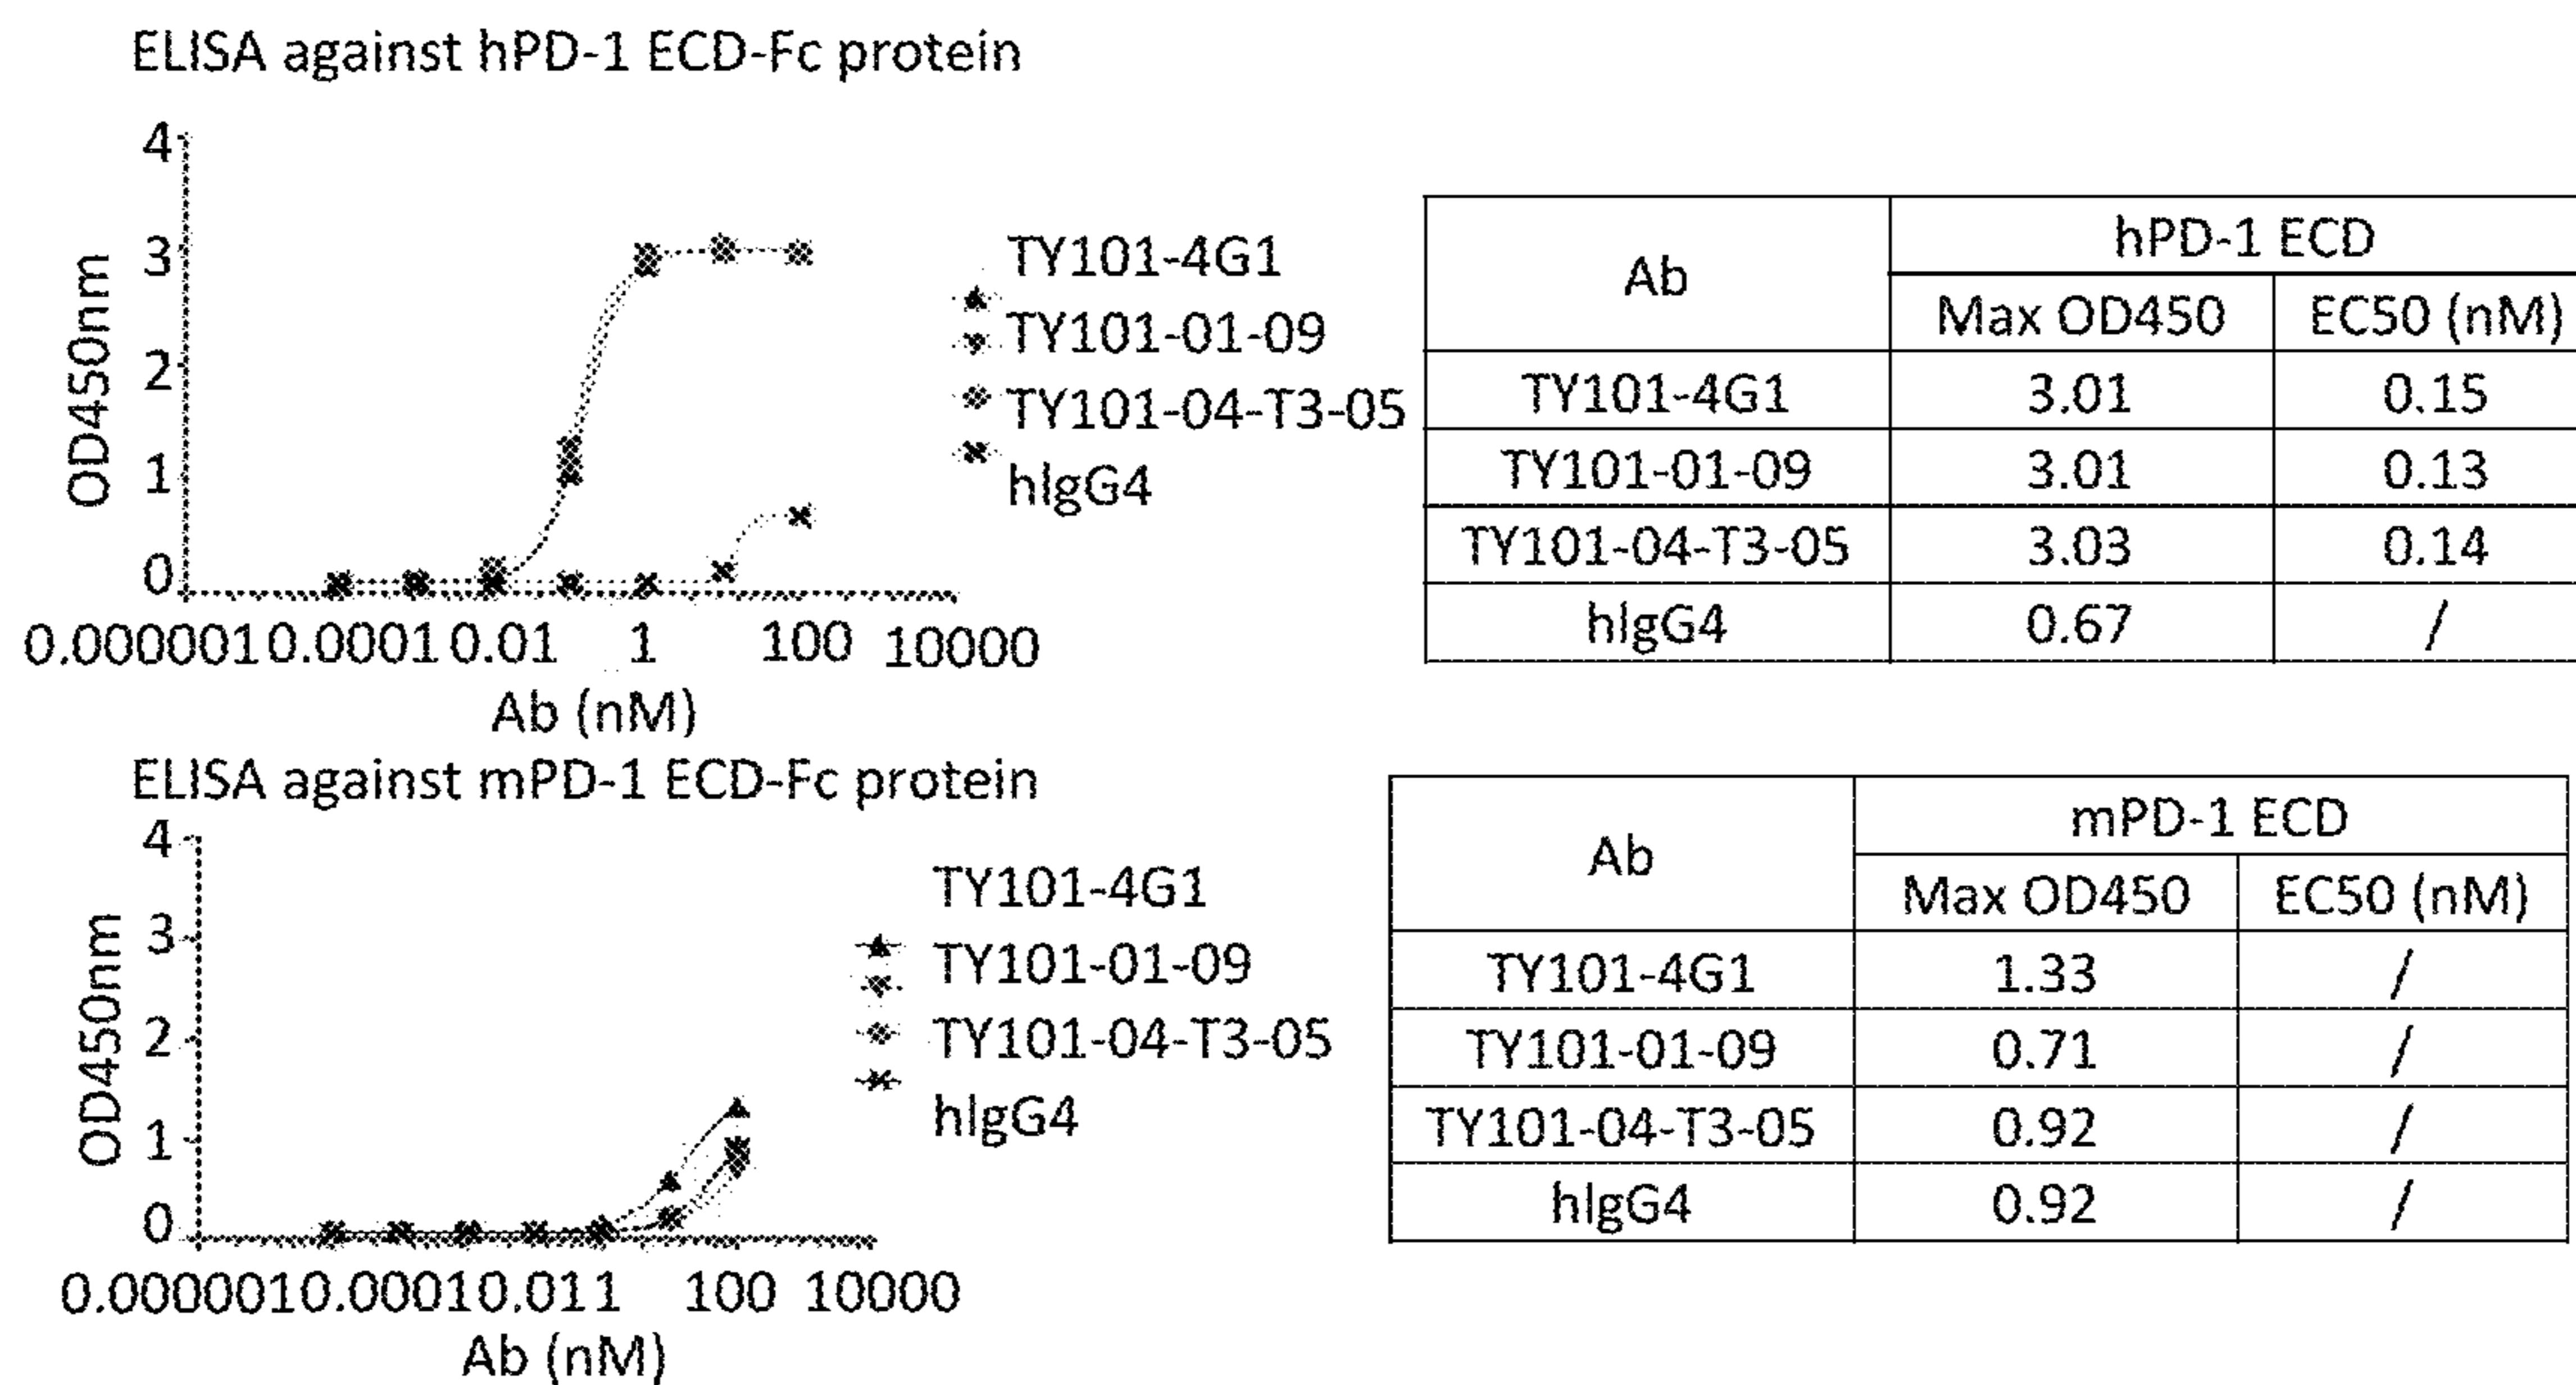 ELISA against hPD-1 ECD-Fc protein
4
3
2
1
0
OD450nm
0.000001 0.0001 0.01 1 100 10000
Ab (nM)
TY101-4G1
TY101-01-09
TY101-04-T3-05
hIgG4
Ab hPD-1 ECD
Max OD450 EC50 (nM)
TY101-4G1 3.01 0.15
TY101-01-09 3.01 0.13
TY101-04-T3-05 3.03 0.14
hIgG4 0.67 /
ELISA against mPD-1 ECD-Fc protein
4
3
2
1
0
OD450nm
0.000001 0.0001 0.01 1 100 10000
Ab (nM)
TY101-4G1
TY101-01-09
TY101-04-T3-05
hIgG4
Ab mPD-1 ECD
Max OD450 EC50 (nM)
TY101-4G1 1.33 /
TY101-01-09 0.71 /
TY101-04-T3-05 0.92 /
hIgG4 0.92 /